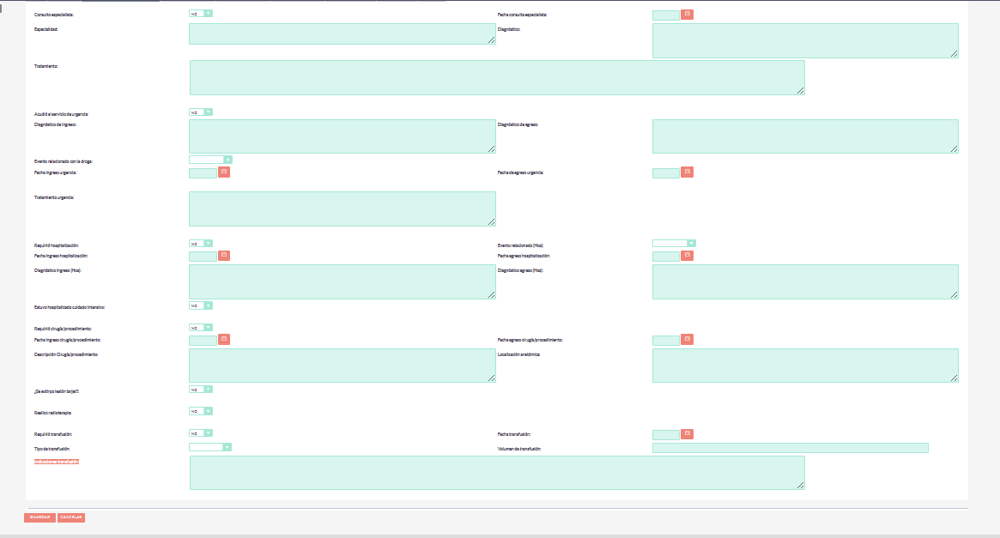 Consulto especialista: NO Fecha consulta especialista:
Especialidad: Diagnóstico:
Tratamiento:
Acudió al servicio de urgencia: NO
Diagnóstico de ingreso: Diagnóstico de egreso:
Evento relacionado con la droga:
Fecha ingreso urgencia: Fecha de egreso urgencia:
Tratamiento urgencia:
Requirió hospitalización: NO Evento relacionado (Hos):
Fecha ingreso hospitalización: Fecha egreso hospitalización:
Diagnóstico ingreso (Hos): Diagnóstico egreso (Hos):
Estuvo hospitalizado cuidado intensivo: NO
Requirió cirugía/procedimiento: NO
Fecha ingreso cirugía/procedimiento: Fecha egreso cirugía/procedimiento:
Descripción Cirugía/procedimiento: Localización anatómica:
¿Se extirpo lesión tarjet?: NO
Realizo radioterapia: NO
Requirió transfusión: NO Fecha transfusión:
Tipo de transfusión: Volumen de transfusión:
GUARDAR CANCELAR